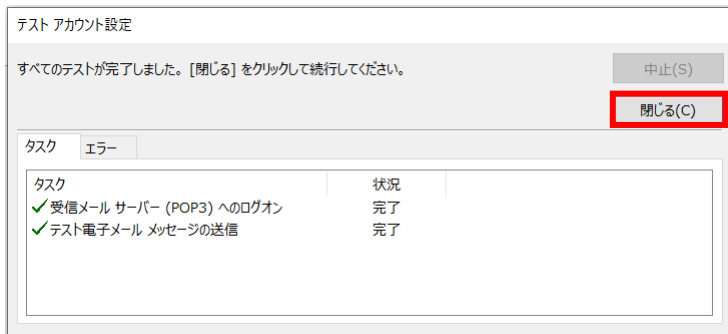 テスト アカウント設定
すべてのテストが完了しました。[閉じる] をクリックして続行してください。
中止(S)
閉じる(C)
タスク エラー
タスク 状況
受信メール サーバー (POP3) へのログオン 完了
テスト電子メール メッセージの送信 完了